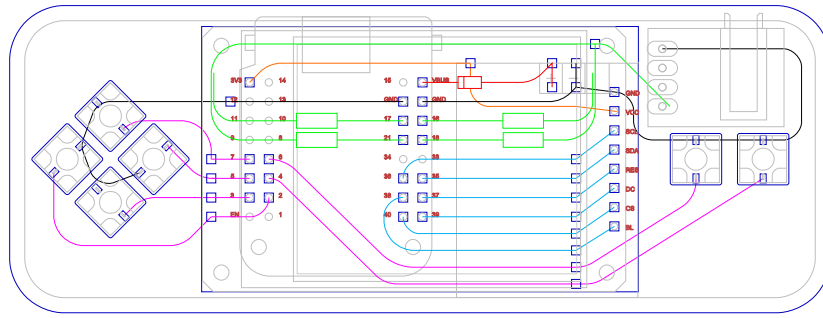 3V3 14 15 VBUS
GND
12 13 GND GND
VCC
11 10 17 16
SCL
9 8 21 18
SDA
7 6 34 33
RES
5 4 36 35
DC
3 2 38 37
CS
EN 1 40 39
BL